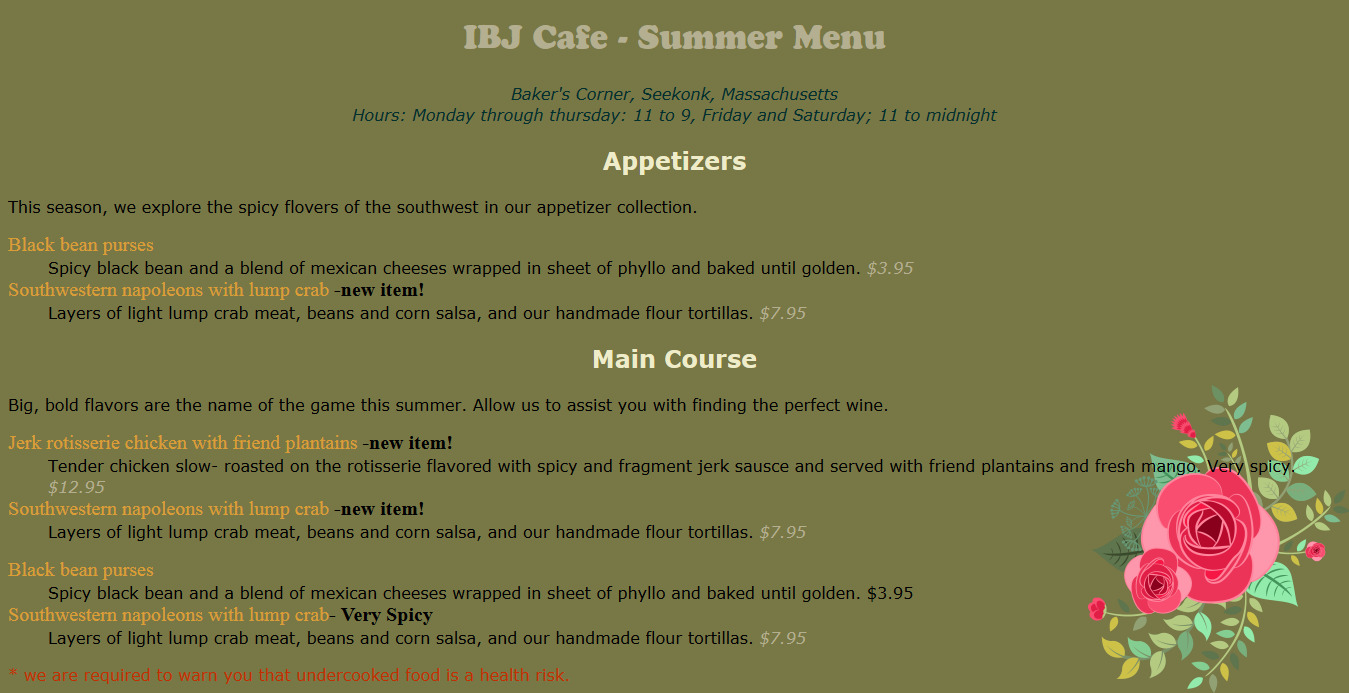 IBJ Cafe - Summer Menu
Baker's Corner, Seekonk, Massachusetts
Hours: Monday through thursday: 11 to 9, Friday and Saturday; 11 to midnight
Appetizers
This season, we explore the spicy flovers of the southwest in our appetizer collection.
Black bean purses
Spicy black bean and a blend of mexican cheeses wrapped in sheet of phyllo and baked until golden. $3.95
Southwestern napoleons with lump crab -new item!
Layers of light lump crab meat, beans and corn salsa, and our handmade flour tortillas. $7.95
Main Course
Big, bold flavors are the name of the game this summer. Allow us to assist you with finding the perfect wine.
Jerk rotisserie chicken with friend plantains -new item!
Tender chicken slow- roasted on the rotisserie flavored with spicy and fragment jerk sausce and served with friend plantains and fresh mango. Very spicy.
$12.95
Southwestern napoleons with lump crab -new item!
Layers of light lump crab meat, beans and corn salsa, and our handmade flour tortillas. $7.95
Black bean purses
Spicy black bean and a blend of mexican cheeses wrapped in sheet of phyllo and baked until golden. $3.95
Southwestern napoleons with lump crab- Very Spicy
Layers of light lump crab meat, beans and corn salsa, and our handmade flour tortillas. $7.95
* we are required to warn you that undercooked food is a health risk.